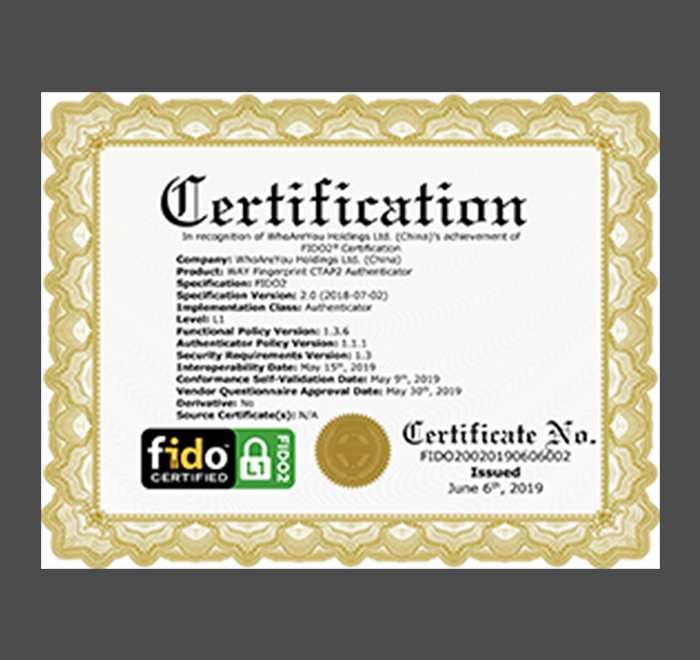 Certification
In recognition of WhoAreYou Holdings Ltd. (China)'s achievement of
FIDO2® Certification
Company: WhoAreYou Holdings Ltd. (China)
Product: WAY Fingerprint CTAP2 Authenticator
Specification: FIDO2
Specification Version: 2.0 (2018-07-02)
Implementation Class: Authenticator
Level: L1
Functional Policy Version: 1.3.6
Authenticator Policy Version: 1.1.1
Security Requirements Version: 1.3
Interoperability Date: May 15th, 2019
Conformance Self-Validation Date: May 9th, 2019
Vendor Questionnaire Approval Date: May 30th, 2019
Derivative: No
Source Certificate(s): N/A
fido™
CERTIFIED
L1
FIDO2
Certificate No.
FIDO20020190606002
Issued
June 6th, 2019